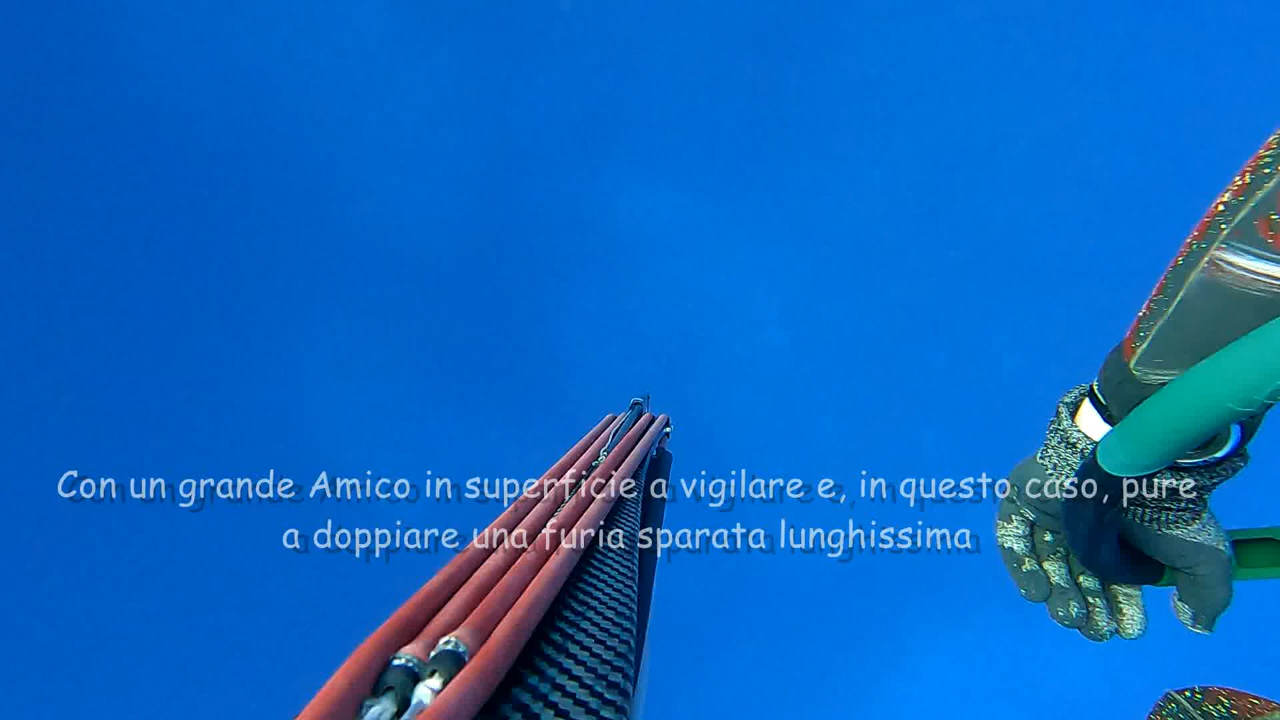 Con un grande Amico in superficie a vigilare e, in questo caso, pure
a doppiare una furia sparata lunghissima